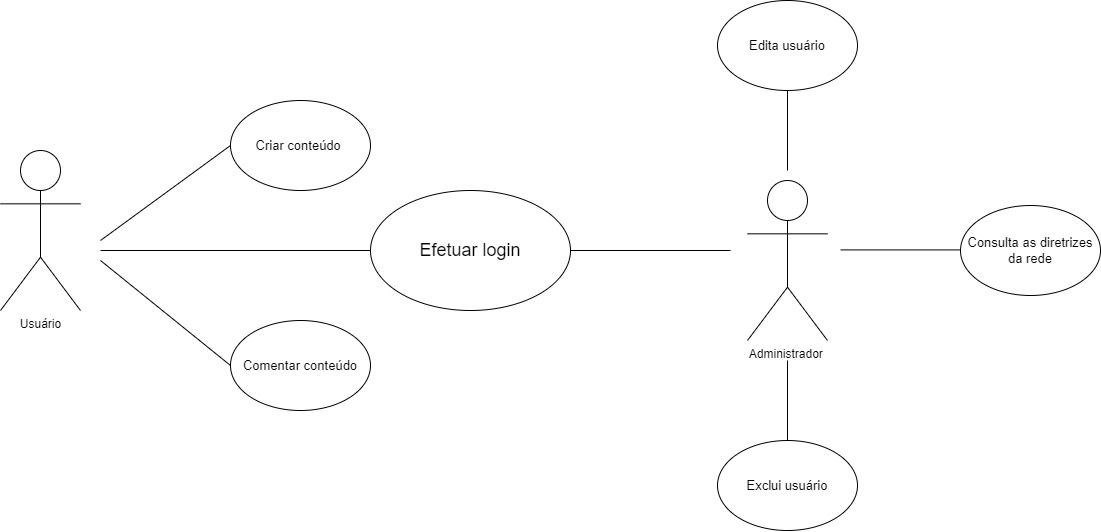 Edita usuário
Criar conteúdo
Efetuar login
Consulta as diretrizes
da rede
Usuário
Administrador
Comentar conteúdo
Exclui usuário